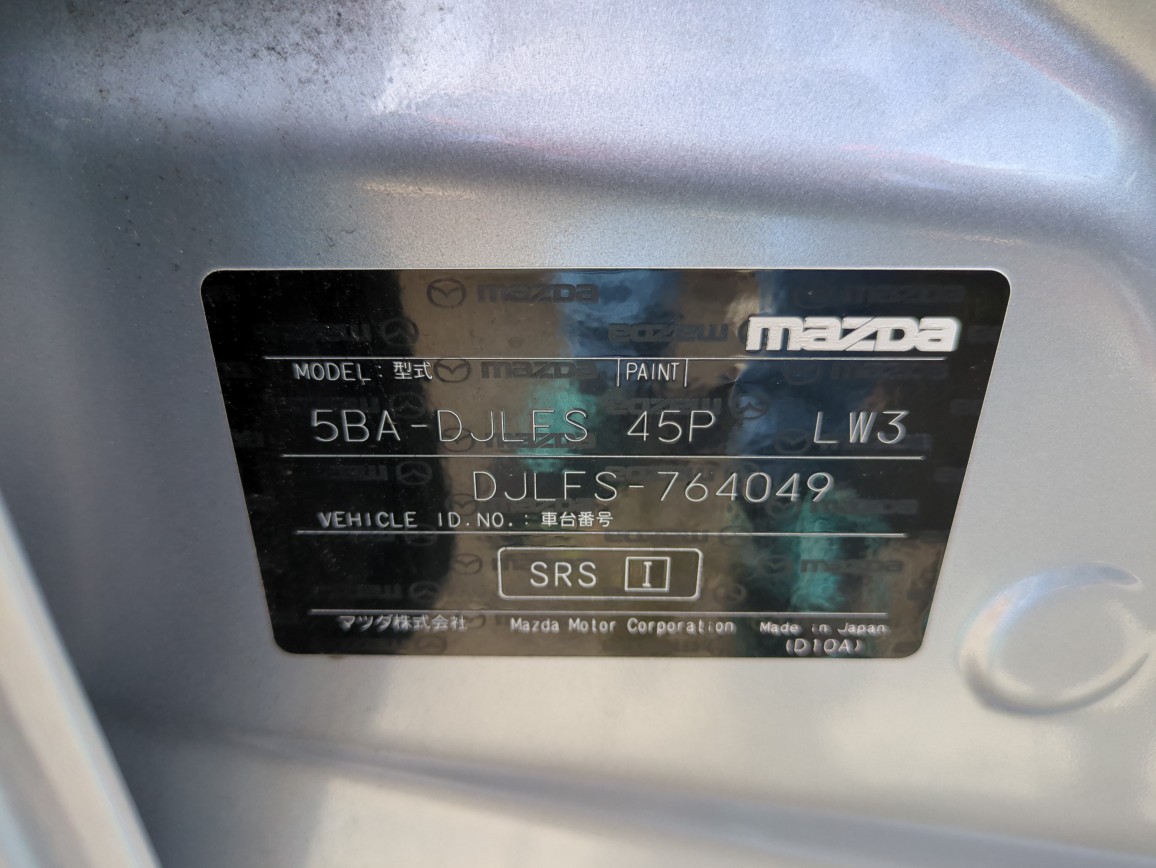 mazda
MODEL : 型式 PAINT
5BA-DJLFS 45P LW3
DJLFS-764049
VEHICLE ID.NO. : 車台番号
SRS I
マツダ株式会社 Mazda Motor Corporation Made in Japan
(D10A)